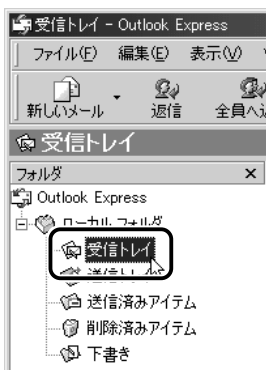 受信トレイ - Outlook Express
ファイル(F) 編集(E) 表示(V)
新しいメール 返信 全員へ
受信トレイ
フォルダ ×
Outlook Express
ローカル フォルダ
受信トレイ
送信済みアイテム
削除済みアイテム
下書き